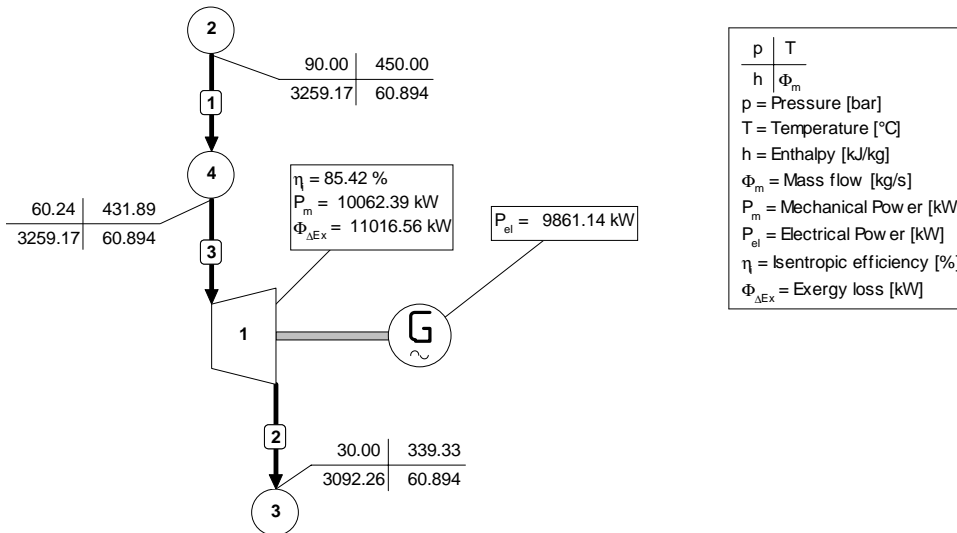 2
90.00 450.00
3259.17 60.894
1
4
60.24 431.89
3259.17 60.894
ηi = 85.42 %
Pm = 10062.39 kW
ΦΔEx = 11016.56 kW
Pel = 9861.14 kW
3
1
G
~
2
30.00 339.33
3092.26 60.894
3
p T
h Φm
p = Pressure [bar]
T = Temperature [°C]
h = Enthalpy [kJ/kg]
Φm = Mass flow [kg/s]
Pm = Mechanical Power [kW
Pel = Electrical Power [kW]
ηi = Isentropic efficiency [%]
ΦΔEx = Exergy loss [kW]